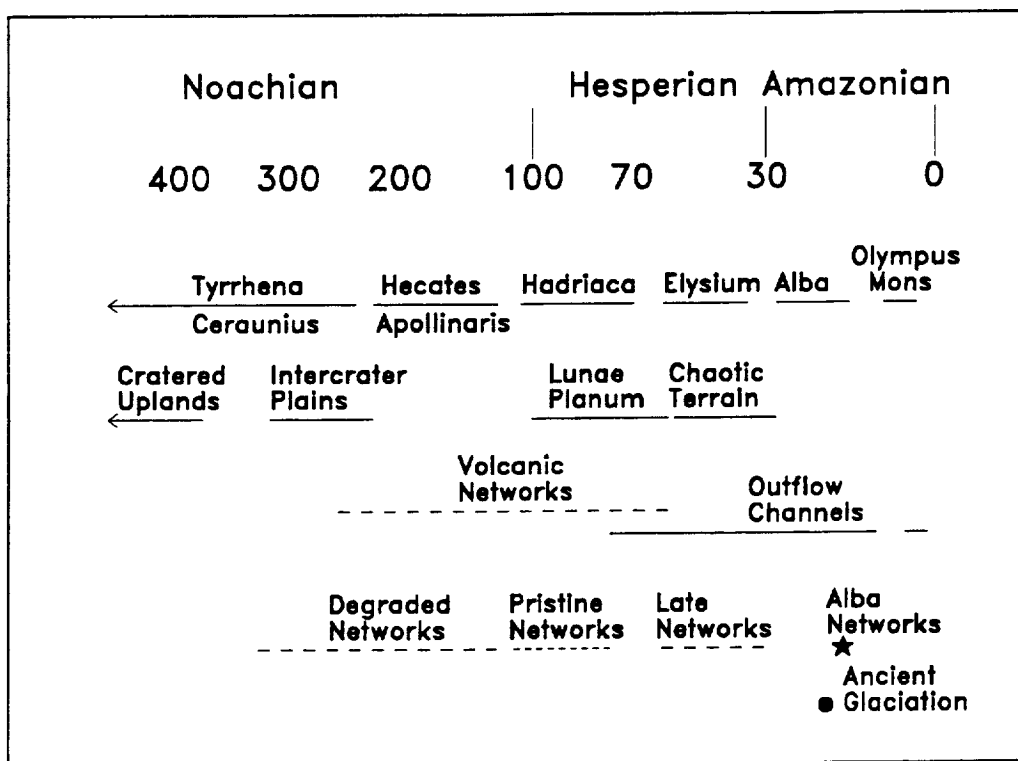 Noachian Hesperian Amazonian
400 300 200 100 70 30 0
Tyrrhena Hecates Hadriaca Elysium Alba Olympus Mons
Ceraunius Apollinaris
Cratered Uplands Intercrater Plains Lunae Planum Chaotic Terrain
Volcanic Networks
Outflow Channels
Degraded Networks Pristine Networks Late Networks Alba Networks
Ancient Glaciation